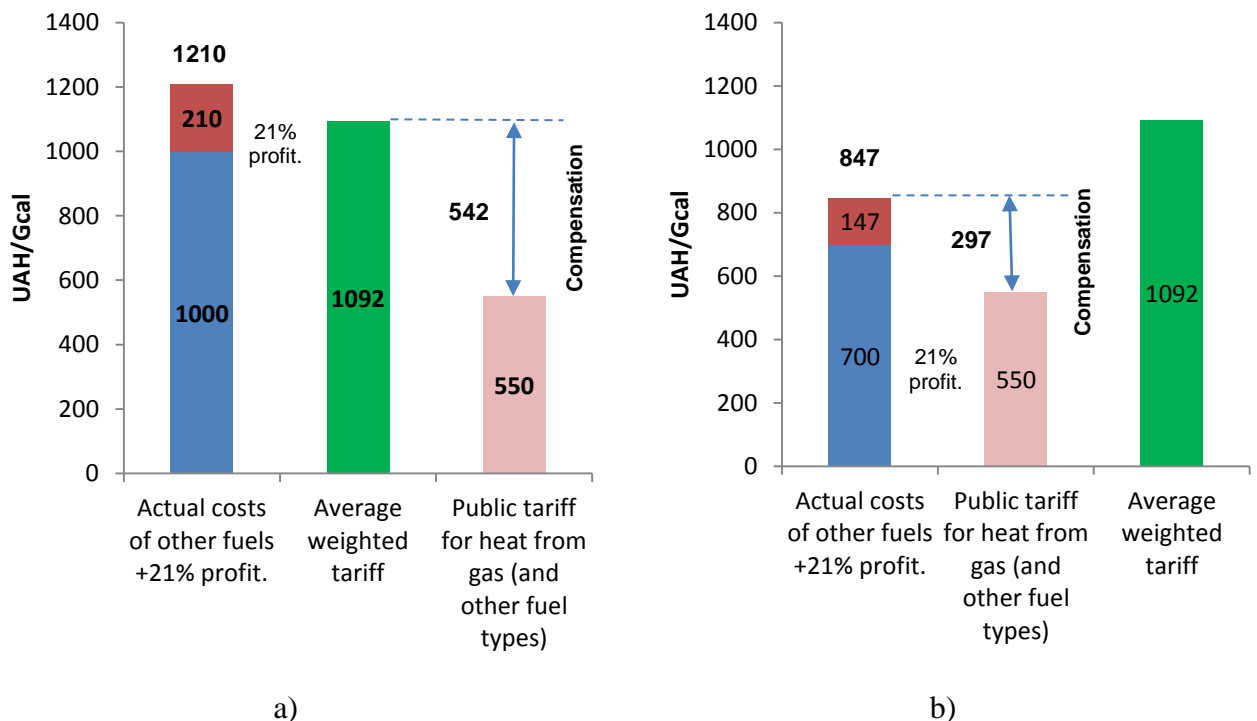 1400
1200
1000
800
600
400
200
0
UAH/Gcal
1210
210
1000
21%
profit.
1092
542
550
Compensation
Actual costs
of other fuels
+21% profit.
Average
weighted
tariff
Public tariff
for heat from
gas (and
other fuel
types)
a)
1400
1200
1000
800
600
400
200
0
UAH/Gcal
847
147
700
21%
profit.
297
550
Compensation
1092
Actual costs
of other fuels
+21% profit.
Public tariff
for heat from
gas (and
other fuel
types)
Average
weighted
tariff
b)